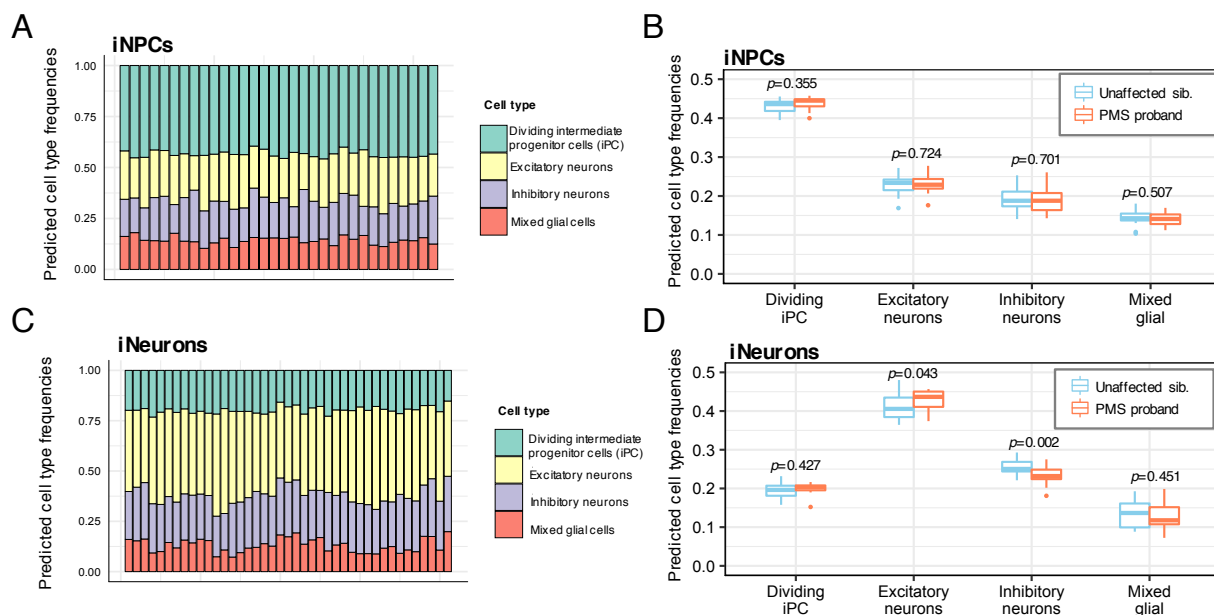 A
iNPCs
Predicted cell type frequencies
1.00
0.75
0.50
0.25
0.00
Cell type
Dividing intermediate
progenitor cells (iPC)
Excitatory neurons
Inhibitory neurons
Mixed glial cells
B
iNPCs
Predicted cell type frequencies
0.5
0.4
0.3
0.2
0.1
0.0
p=0.355
p=0.724
p=0.701
p=0.507
Unaffected sib.
PMS proband
Dividing
iPC
Excitatory
neurons
Inhibitory
neurons
Mixed
glial
C
iNeurons
Predicted cell type frequencies
1.00
0.75
0.50
0.25
0.00
Cell type
Dividing intermediate
progenitor cells (iPC)
Excitatory neurons
Inhibitory neurons
Mixed glial cells
D
iNeurons
Predicted cell type frequencies
0.5
0.4
0.3
0.2
0.1
0.0
p=0.427
p=0.043
p=0.002
p=0.451
Unaffected sib.
PMS proband
Dividing
iPC
Excitatory
neurons
Inhibitory
neurons
Mixed
glial